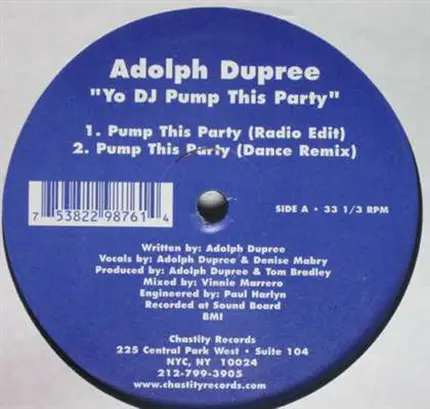 Adolph Dupree
"Yo DJ Pump This Party"
1. Pump This Party (Radio Edit)
2. Pump This Party (Dance Remix)
7 53822 98761 4
SIDE A • 33 1/3 RPM
Written by: Adolph Dupree
Vocals by: Adolph Dupree & Denise Mabry
Produced by: Adolph Dupree & Tom Bradley
Mixed by: Vinnie Marrero
Engineered by: Paul Harlyn
Recorded at Sound Board
BMI
Chastity Records
225 Central Park West • Suite 104
NYC, NY 10024
212-799-3905
www.chastityrecords.com